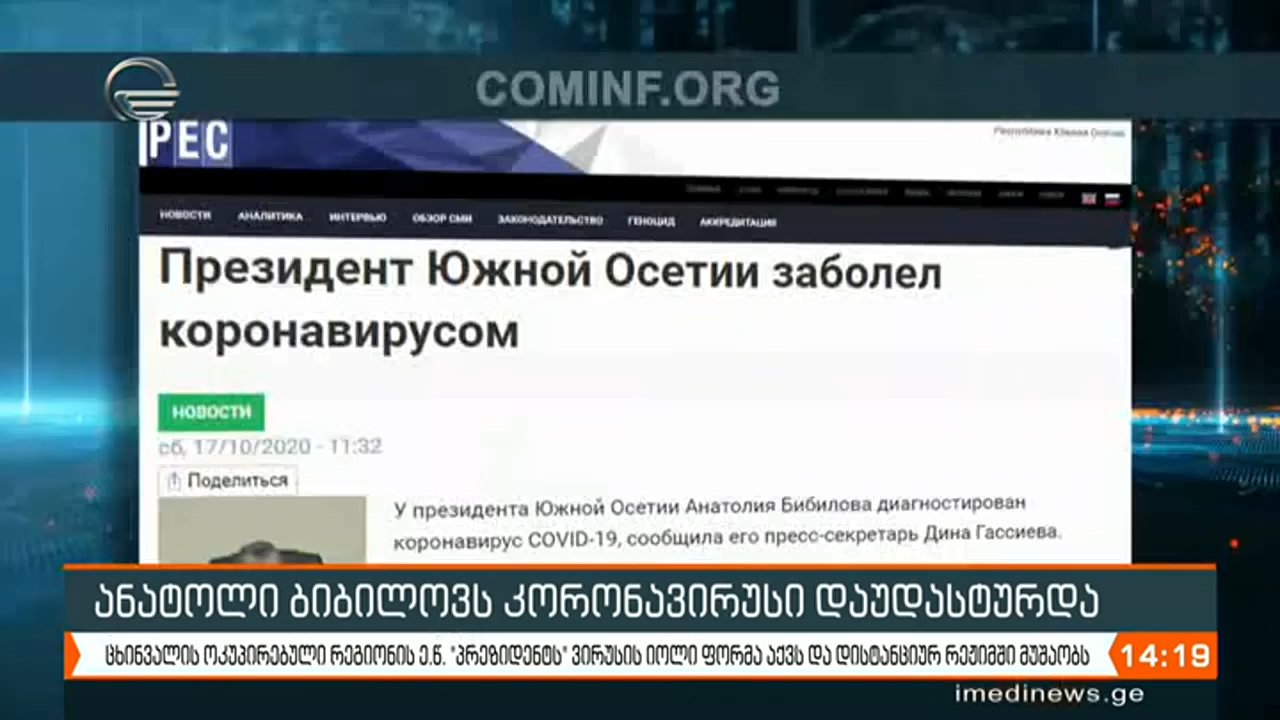 COMINF.ORG
РЕС
Республика Южная Осетия
НОВОСТИ АНАЛИТИКА ИНТЕРВЬЮ ОБЗОР СМИ ЗАКОНОДАТЕЛЬСТВО ГЕНОЦИД АККРЕДИТАЦИЯ
Президент Южной Осетии заболел
коронавирусом
НОВОСТИ
сб, 17/10/2020 - 11:32
Поделиться
У президента Южной Осетии Анатолия Бибилова диагностирован
коронавирус COVID-19, сообщила его пресс-секретарь Дина Гассиева.
ანატოლი ბიბილოვს კორონავირუსი დაუდასტურდა
ცხინვალის ოკუპირებული რეგიონის ე.წ. "პრეზიდენტს" ვირუსის იოლი ფორმა აქვს და დისტანციურ რეჟიმში მუშაობს
14:19
imedinews.ge